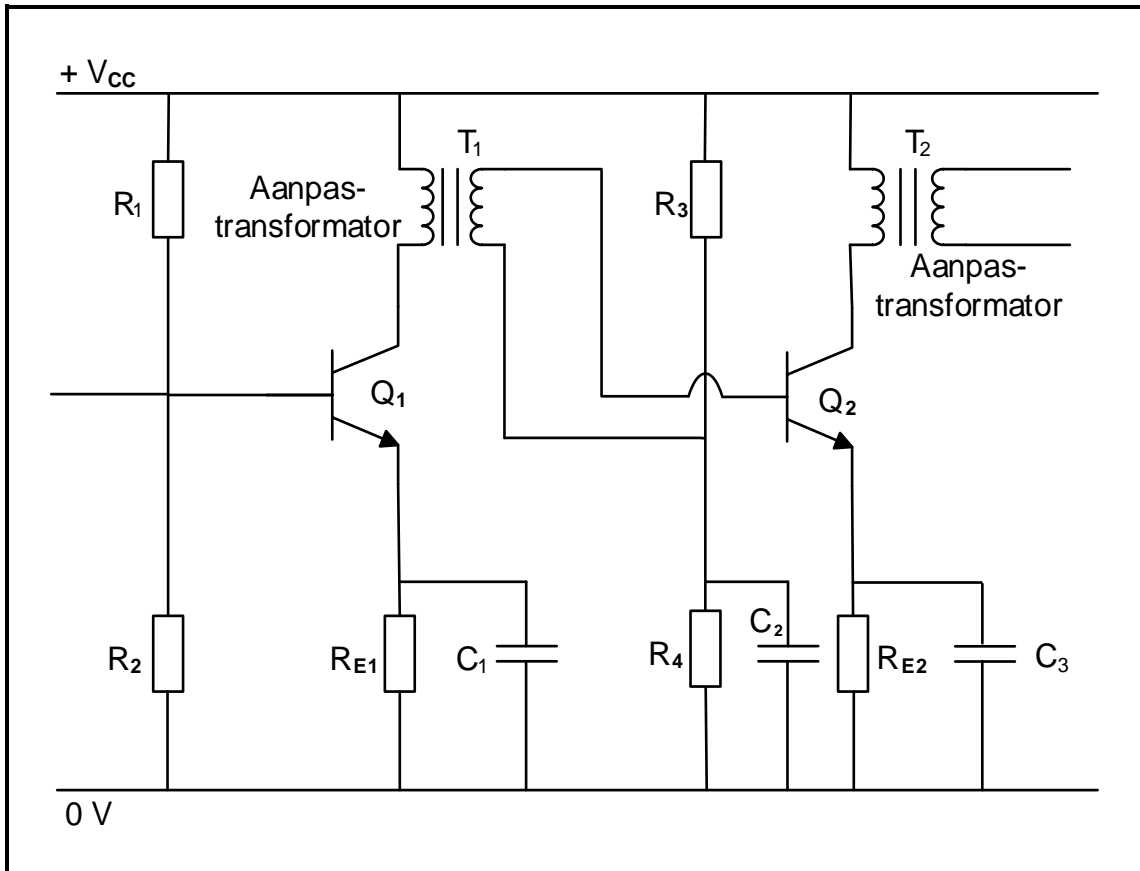 + VCC
T1
T2
Aanpas-
transformator
R1
R3
Aanpas-
transformator
Q1
Q2
R2
RE1
C1
R4
C2
RE2
C3
0 V